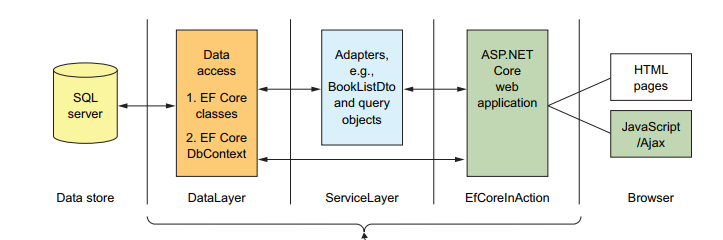 SQL
server
Data
access
1. EF Core
classes
2. EF Core
DbContext
Adapters,
e.g.,
BookListDto
and query
objects
ASP.NET
Core
web
application
HTML
pages
JavaScript
/Ajax
Data store
DataLayer
ServiceLayer
EfCoreInAction
Browser